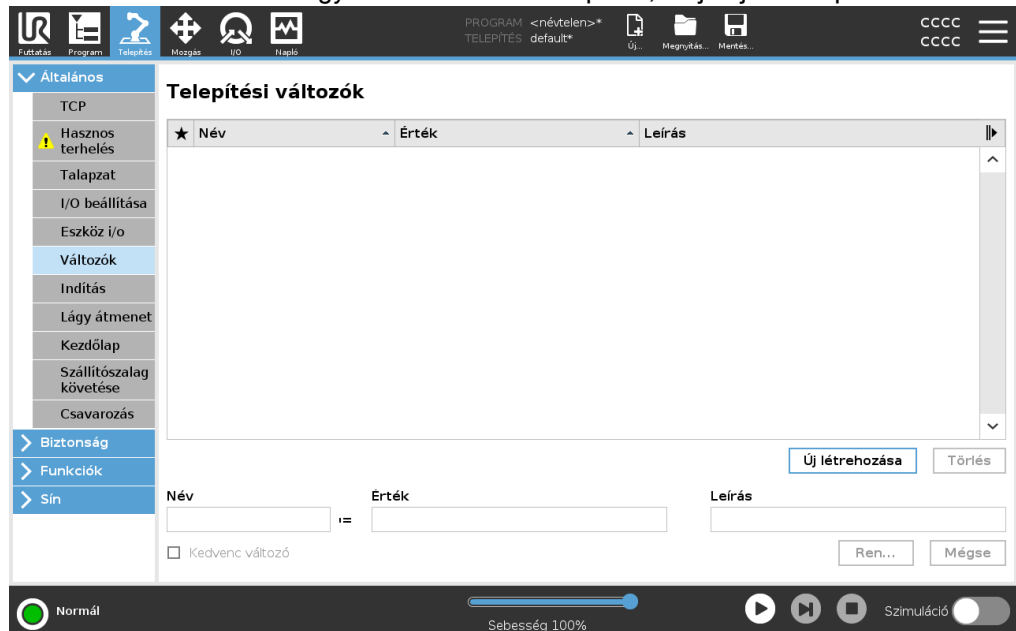 PROGRAM <névtelen>*
TELEPÍTÉS default*
cccc
cccc
Futtatás Program Telepítés Mozgás I/O Napló Új... Megnyitás... Mentés...
Általános
TCP
Hasznos
terhelés
Talapzat
I/O beállítása
Eszköz i/o
Változók
Indítás
Lágy átmenet
Kezdőlap
Szállítószalag
követése
Csavarozás
Biztonság
Funkciók
Sín
Telepítési változók
Név Érték Leírás
Új létrehozása Törlés
Név Érték Leírás
:=
Kedvenc változó Ren... Mégse
Normál
Sebesség 100%
Szimuláció